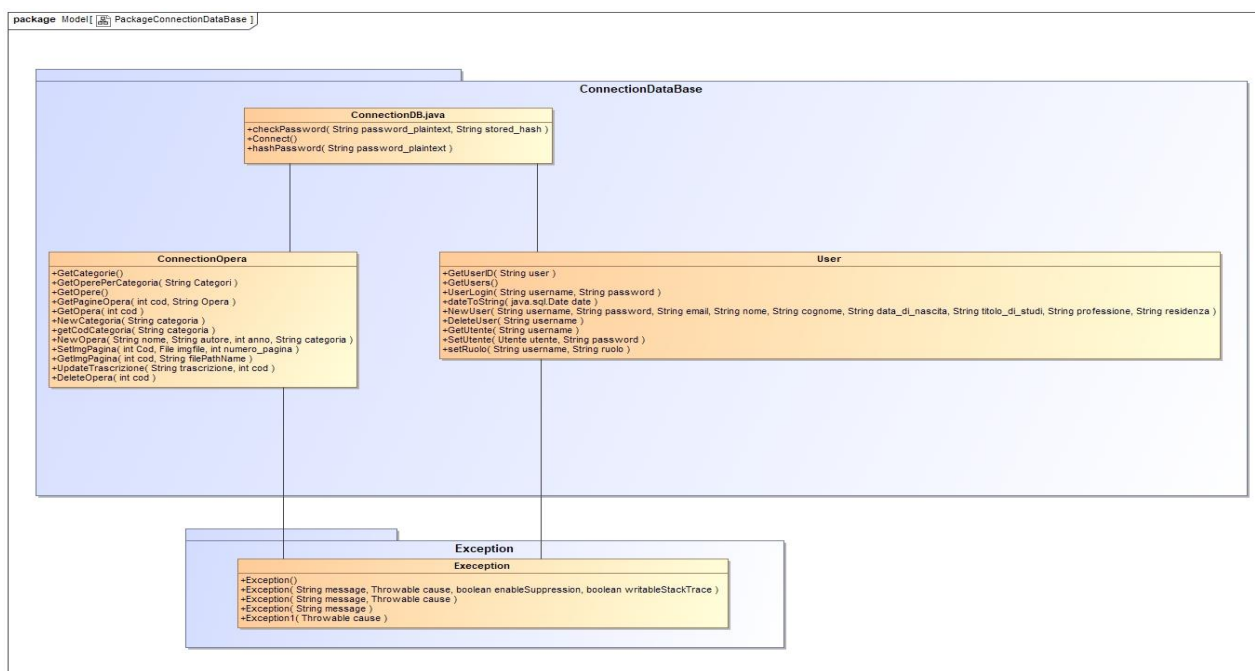 package Model[ PackageConnectionDataBase ]
ConnectionDataBase
ConnectionDB.java
+checkPassword( String password_plaintext, String stored_hash )
+Connect()
+hashPassword( String password_plaintext )
ConnectionOpera
+GetCategorie()
+GetOperePerCategoria( String Categori )
+GetOpere()
+GetPagineOpera( int cod, String Opera )
+GetOpera( int cod )
+NewCategoria( String categoria )
+getCodCategoria( String categoria )
+NewOpera( String nome, String autore, int anno, String categoria )
+SetImgPagina( int Cod, File imgfile, int numero_pagina )
+GetImgPagina( int cod, String filePathName )
+UpdateTrascrizione( String trascrizione, int cod )
+DeleteOpera( int cod )
User
+GetUserID( String user )
+GetUsers()
+UserLogin( String username, String password )
+dateToString( java.sql.Date date )
+NewUser( String username, String password, String email, String nome, String cognome, String data_di_nascita, String titolo_di_studi, String professione, String residenza )
+DeleteUser( String username )
+GetUtente( String username )
+SetUtente( Utente utente, String password )
+setRuolo( String username, String ruolo )
Exception
Exeception
+Exception()
+Exception( String message, Throwable cause, boolean enableSuppression, boolean writableStackTrace )
+Exception( String message, Throwable cause )
+Exception( String message )
+Exception1( Throwable cause )